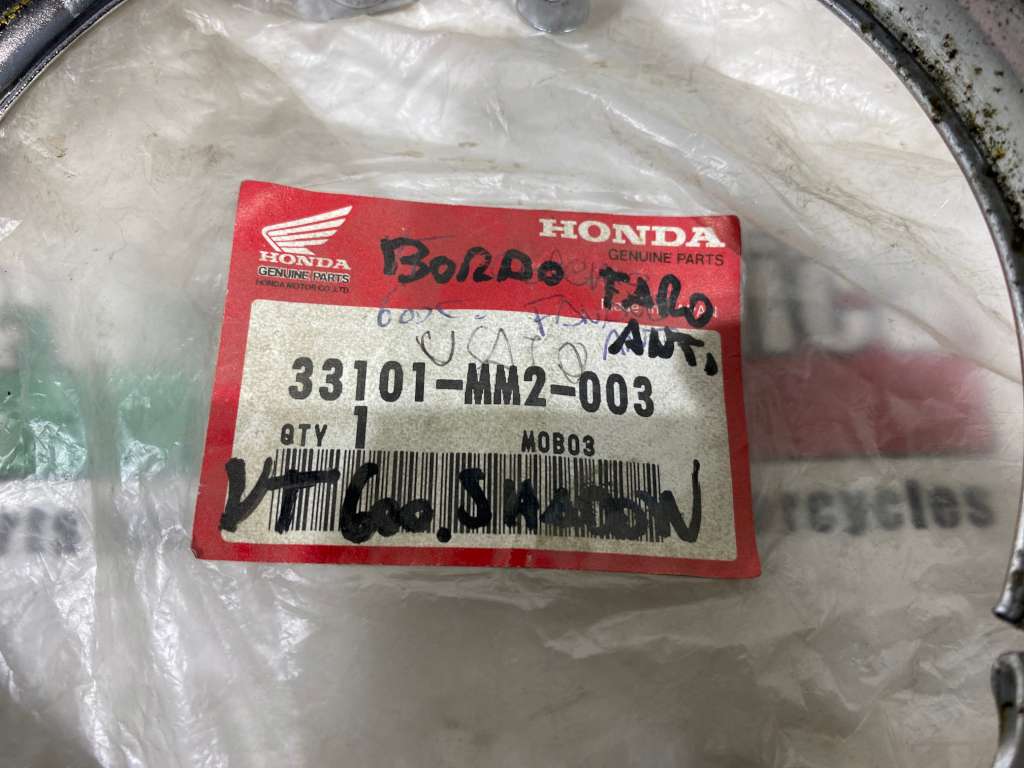 HONDA
GENUINE PARTS
HONDA MOTOR CO.,LTD.
HONDA
GENUINE PARTS
BORDO FARO
ANT.
USATO
33101-MM2-003
QTY 1 MOB03
VT 600. SHADOW
rcycles